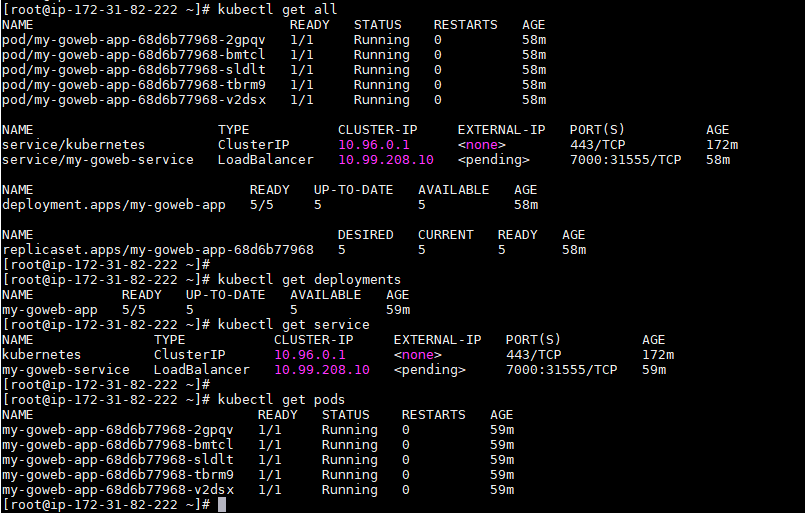 [root@ip-172-31-82-222 ~]# kubectl get all
NAME                                READY   STATUS    RESTARTS   AGE
pod/my-goweb-app-68d6b77968-2gpqv   1/1     Running   0          58m
pod/my-goweb-app-68d6b77968-bmtcl   1/1     Running   0          58m
pod/my-goweb-app-68d6b77968-sldlt   1/1     Running   0          58m
pod/my-goweb-app-68d6b77968-tbrm9   1/1     Running   0          58m
pod/my-goweb-app-68d6b77968-v2dsx   1/1     Running   0          58m

NAME                       TYPE           CLUSTER-IP     EXTERNAL-IP   PORT(S)          AGE
service/kubernetes         ClusterIP      10.96.0.1      <none>        443/TCP          172m
service/my-goweb-service   LoadBalancer   10.99.208.10   <pending>     7000:31555/TCP   58m

NAME                           READY   UP-TO-DATE   AVAILABLE   AGE
deployment.apps/my-goweb-app   5/5     5            5           58m

NAME                                      DESIRED   CURRENT   READY   AGE
replicaset.apps/my-goweb-app-68d6b77968   5         5         5       58m
[root@ip-172-31-82-222 ~]#
[root@ip-172-31-82-222 ~]# kubectl get deployments
NAME           READY   UP-TO-DATE   AVAILABLE   AGE
my-goweb-app   5/5     5            5           59m
[root@ip-172-31-82-222 ~]# kubectl get service
NAME               TYPE           CLUSTER-IP     EXTERNAL-IP   PORT(S)          AGE
kubernetes         ClusterIP      10.96.0.1      <none>        443/TCP          172m
my-goweb-service   LoadBalancer   10.99.208.10   <pending>     7000:31555/TCP   59m
[root@ip-172-31-82-222 ~]#
[root@ip-172-31-82-222 ~]# kubectl get pods
NAME                            READY   STATUS    RESTARTS   AGE
my-goweb-app-68d6b77968-2gpqv   1/1     Running   0          59m
my-goweb-app-68d6b77968-bmtcl   1/1     Running   0          59m
my-goweb-app-68d6b77968-sldlt   1/1     Running   0          59m
my-goweb-app-68d6b77968-tbrm9   1/1     Running   0          59m
my-goweb-app-68d6b77968-v2dsx   1/1     Running   0          59m
[root@ip-172-31-82-222 ~]#